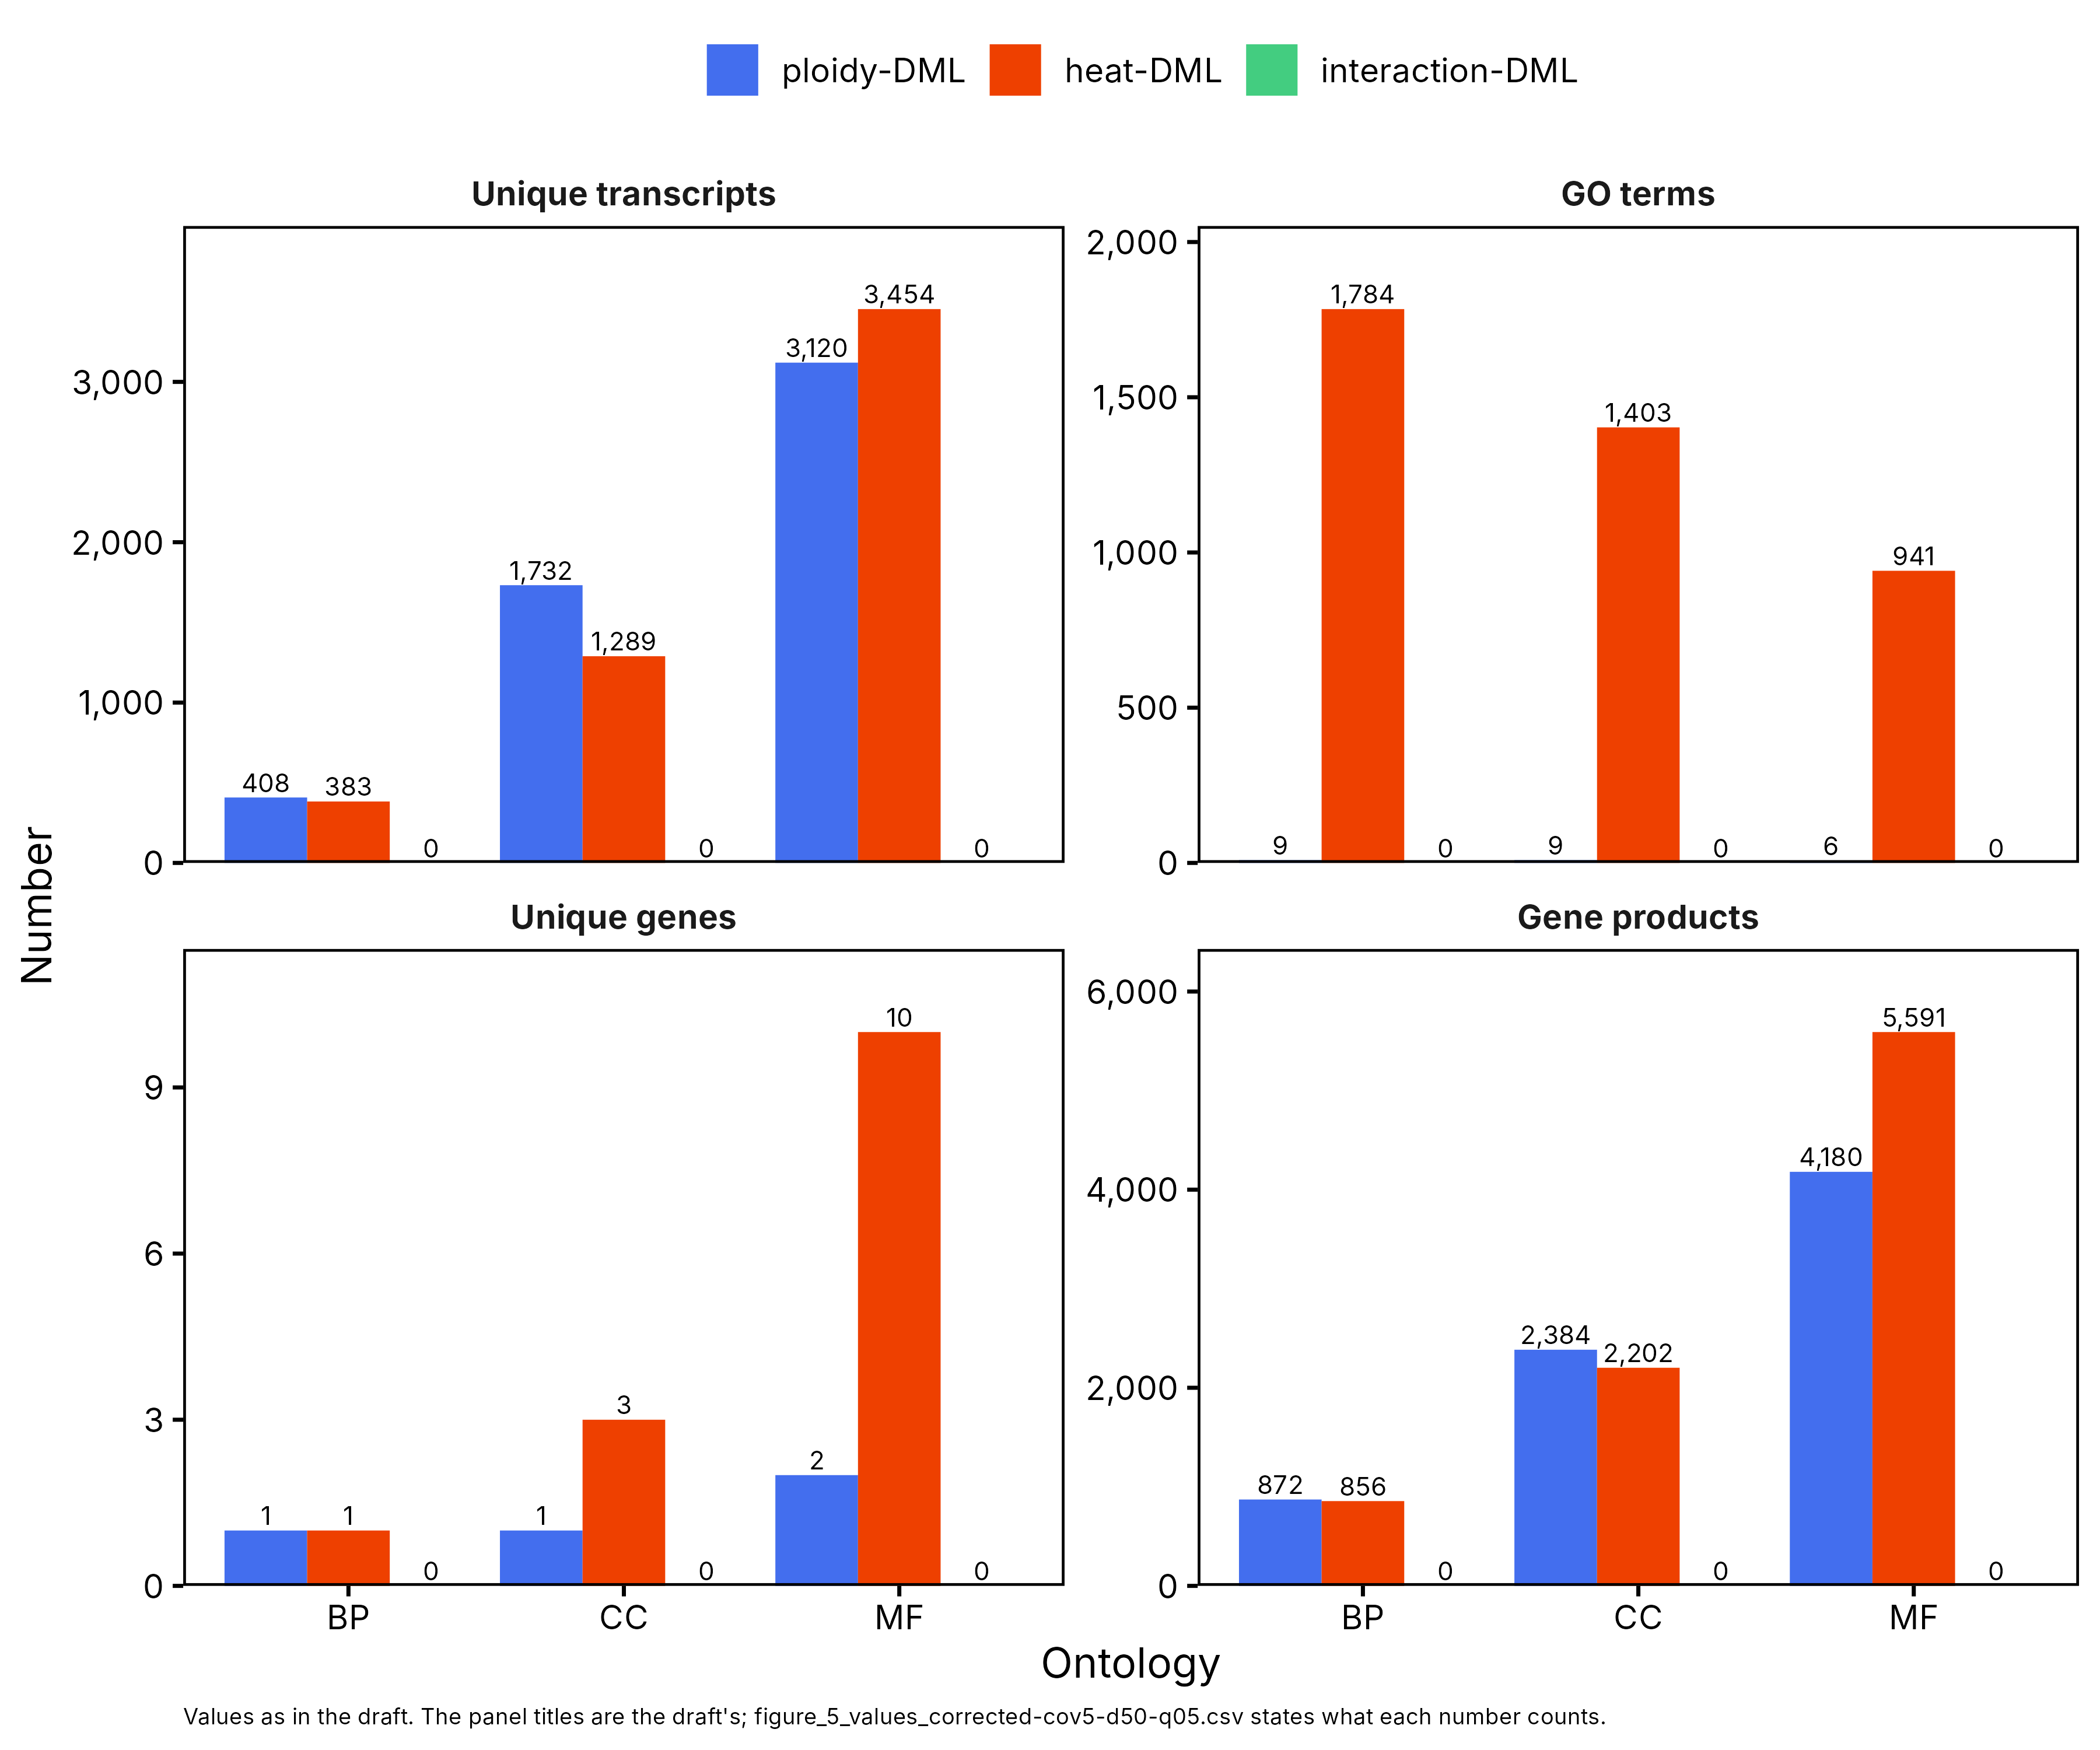 ploidy-DML heat-DML interaction-DML
Unique transcripts
3,000
2,000
1,000
0
408 383 0
1,732 1,289 0
3,120 3,454 0
GO terms
2,000
1,500
1,000
500
0
9 1,784 0
9 1,403 0
6 941 0
Number
Unique genes
9
6
3
0
1 1 0
1 3 0
2 10 0
BP CC MF
Gene products
6,000
4,000
2,000
0
872 856 0
2,384 2,202 0
4,180 5,591 0
BP CC MF
Ontology
Values as in the draft. The panel titles are the draft's; figure_5_values_corrected-cov5-d50-q05.csv states what each number counts.